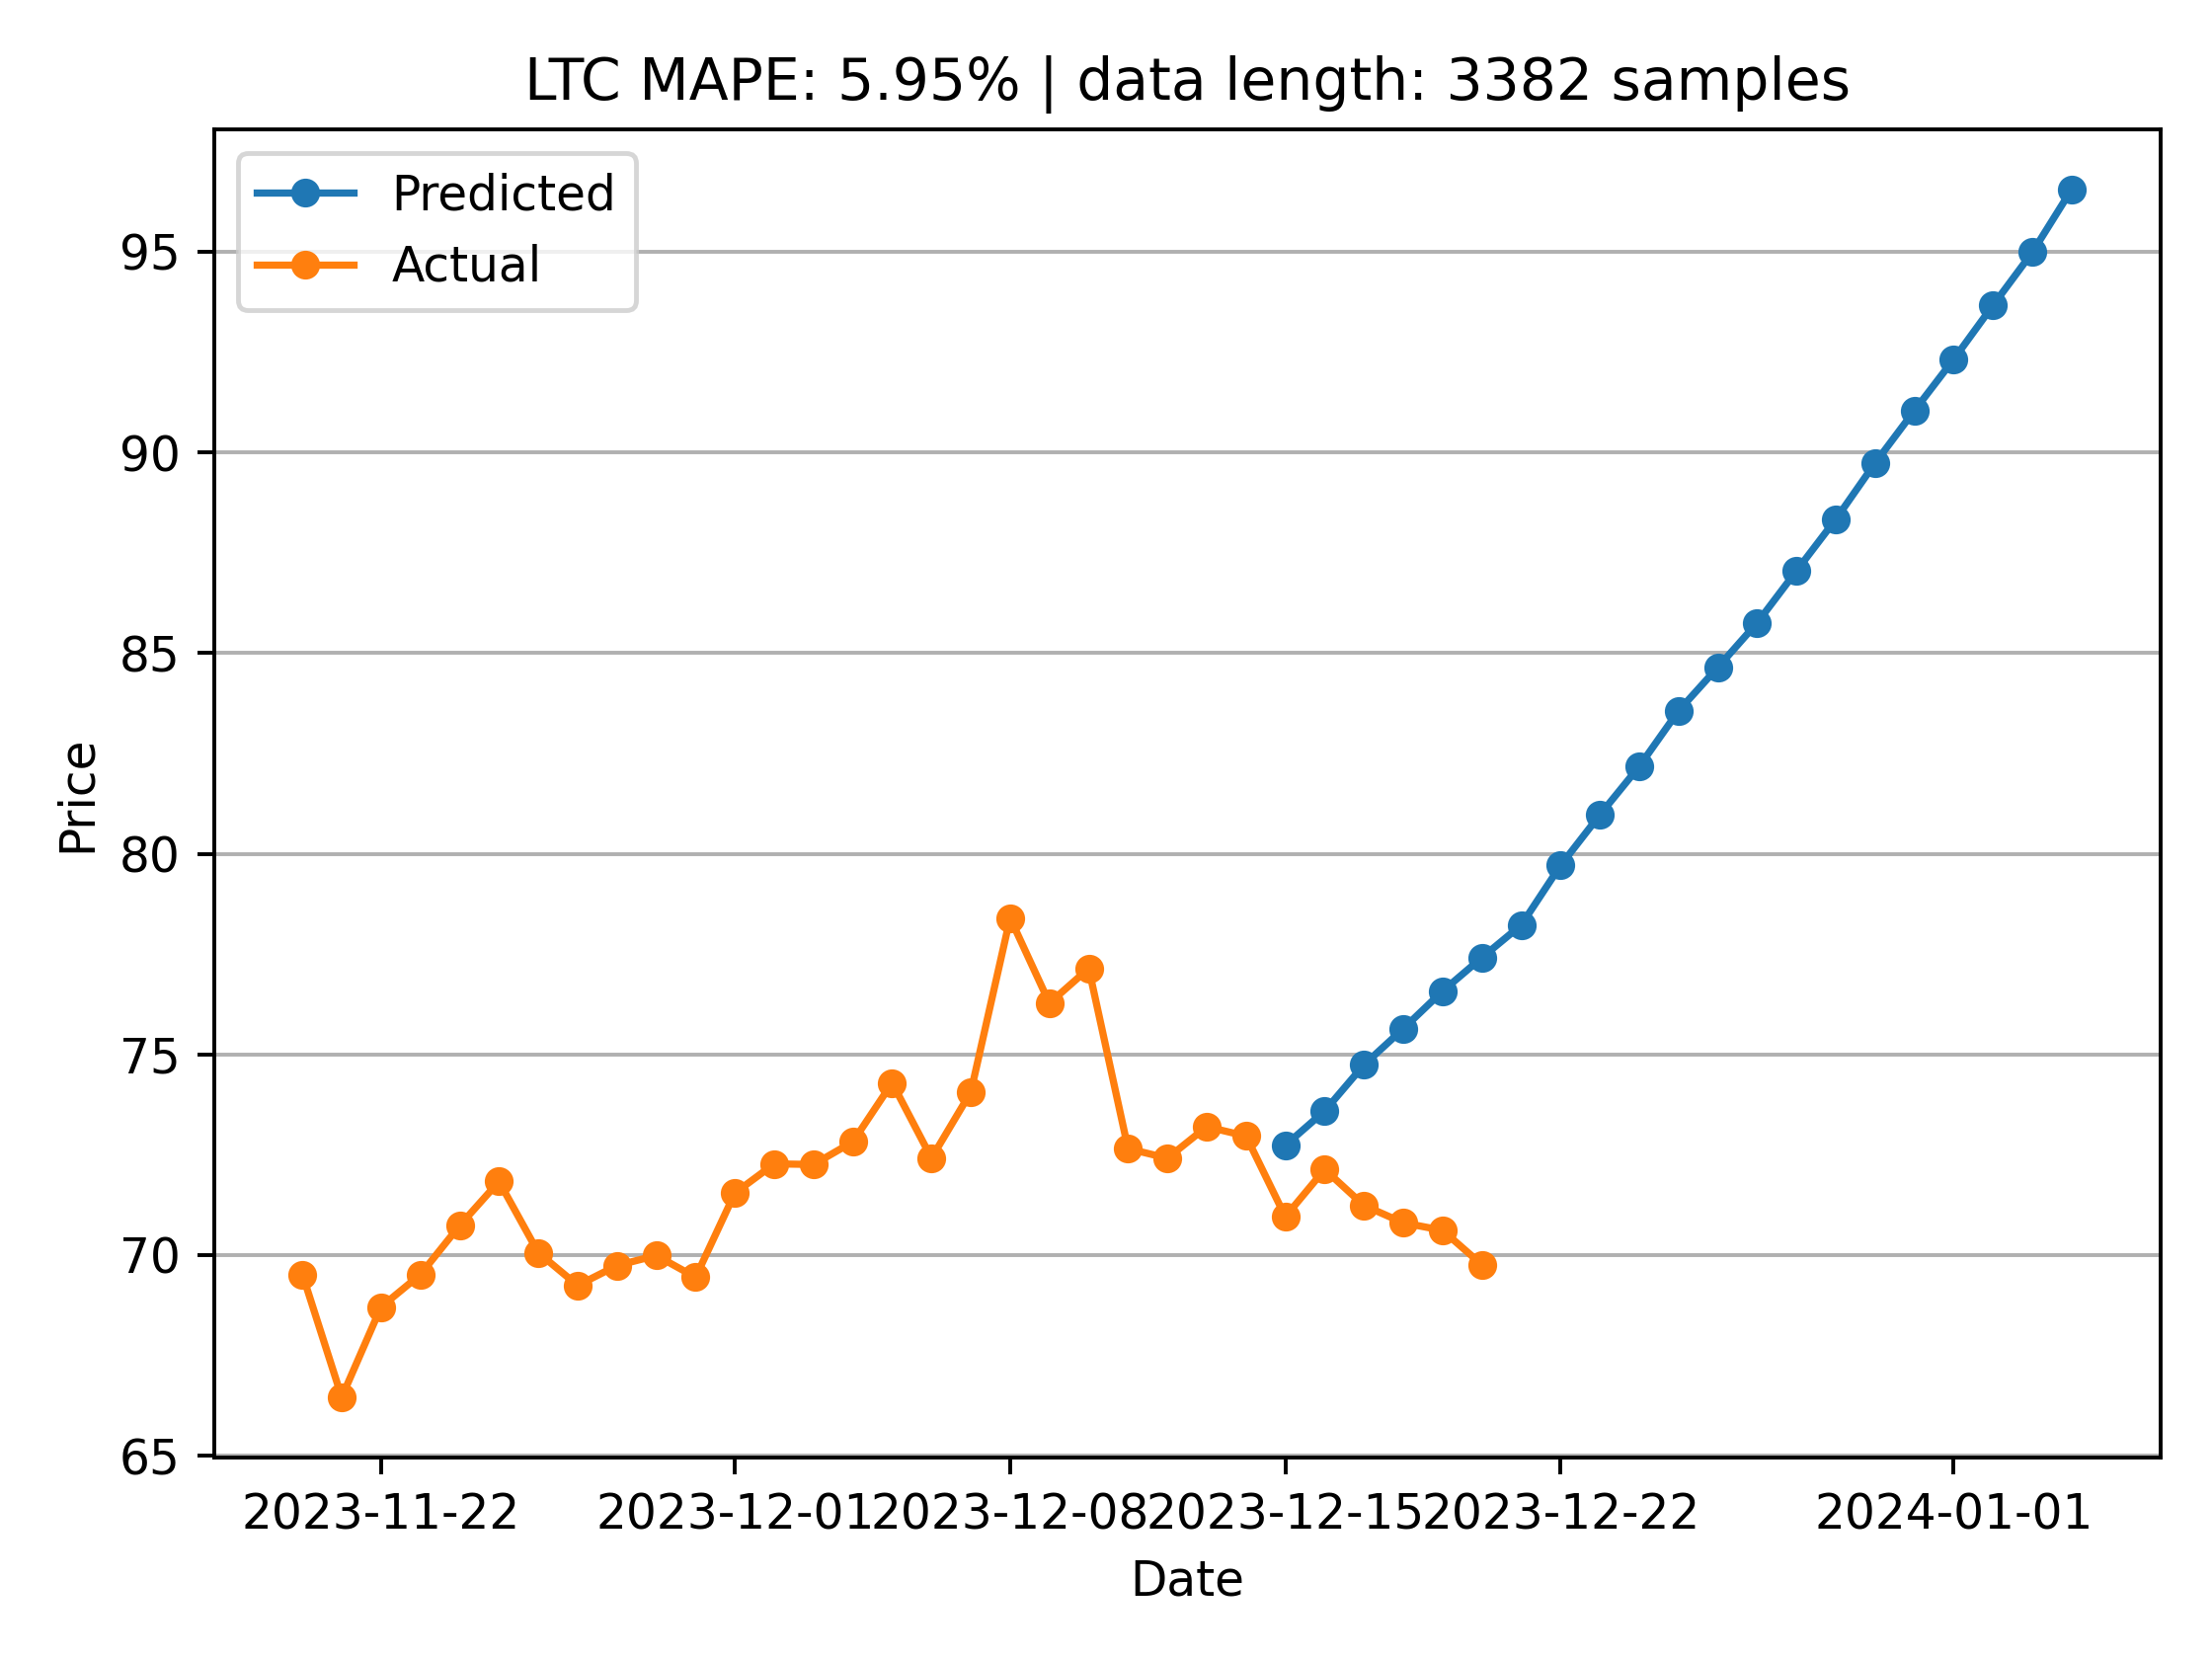 LTC MAPE: 5.95% | data length: 3382 samples
Predicted
Actual
95
90
85
80
75
70
65
Price
2023-11-22 2023-12-01 2023-12-08 2023-12-15 2023-12-22 2024-01-01
Date